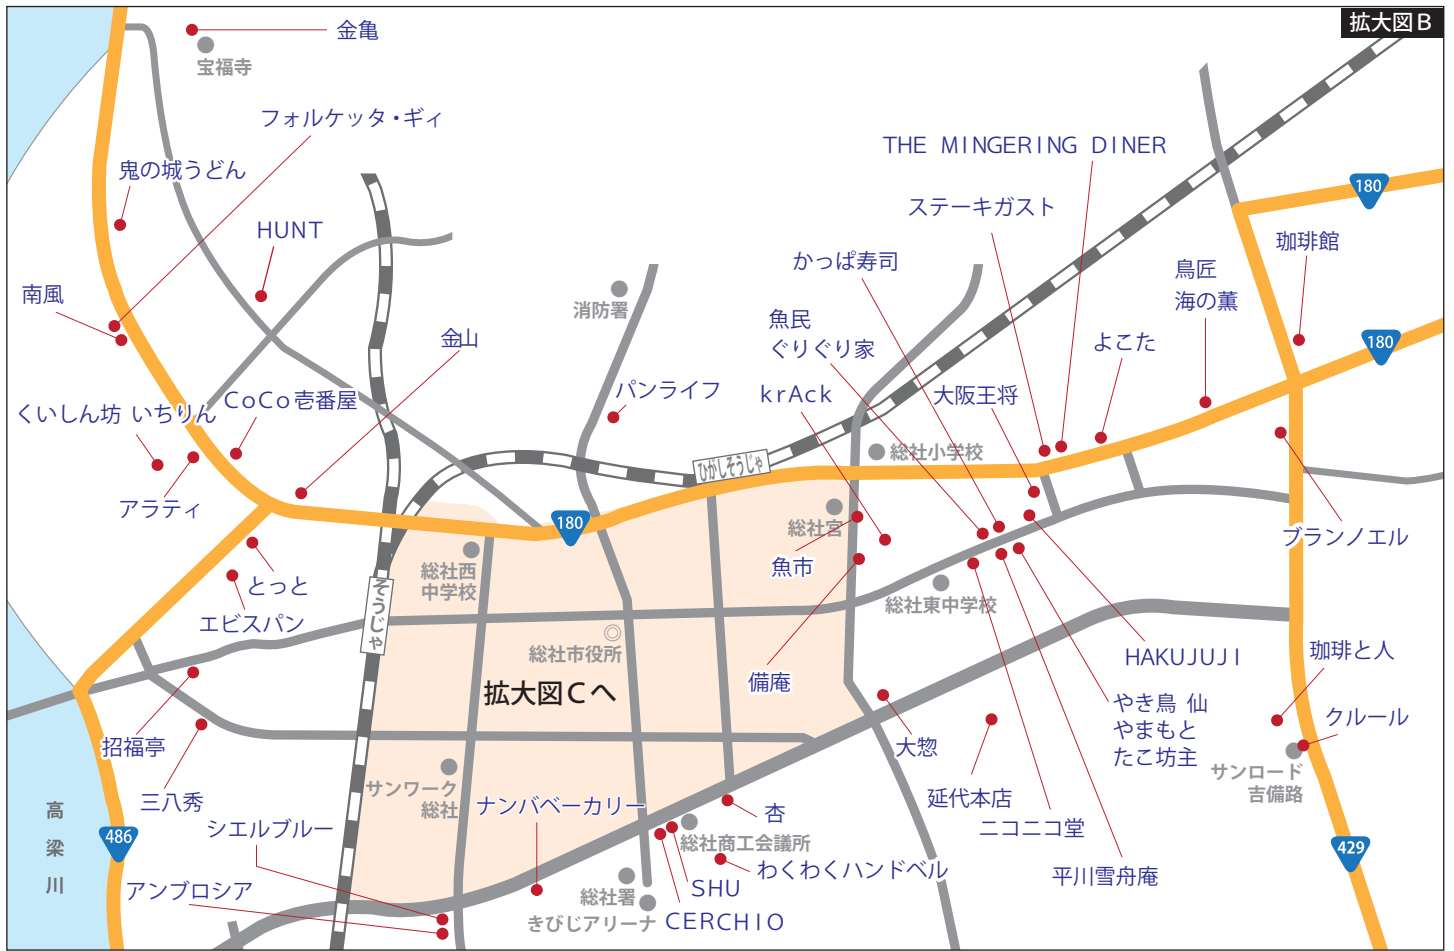 拡大図B
金亀
宝福寺
フォルケッタ・ギィ
THE MINGERING DINER
鬼の城うどん
180
ステーキガスト
HUNT
珈琲館
かっぱ寿司
鳥匠
海の薫
南風
消防署
魚民
ぐりぐり家
金山
よこた
180
パンライフ
krAck
大阪王将
CoCo壱番屋
くいしん坊 いちりん
総社小学校
ひがしそうじゃ
アラティ
180
総社宮
ブランノエル
魚市
総社西
中学校
とっと
エビスパン
そうじゃ
総社東中学校
総社市役所
HAKUJUJI
珈琲と人
備庵
拡大図Cへ
やき鳥 仙
やまもと
たこ坊主
クルール
招福亭
大惣
サンロード
吉備路
三八秀
サンワーク
総社
延代本店
高梁川
486
シエルブルー
ナンバベーカリー
杏
ニコニコ堂
総社商工会議所
429
わくわくハンドベル
平川雪舟庵
アンブロシア
総社署
SHU
きびじアリーナ
CERCHIO